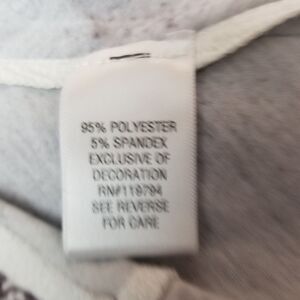 95% POLYESTER
5% SPANDEX
EXCLUSIVE OF
DECORATION
RN#119794
SEE REVERSE
FOR CARE